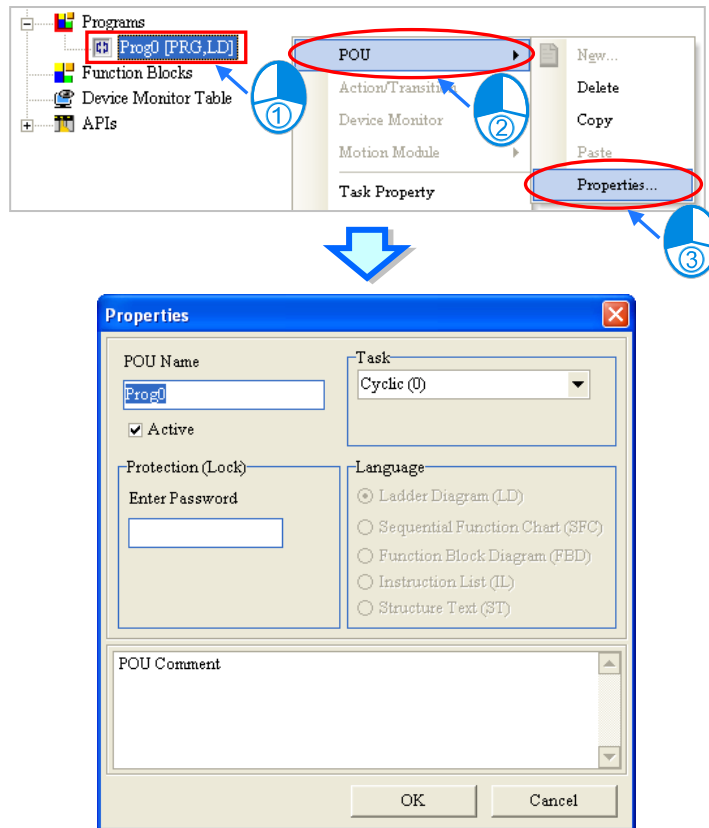 Programs
Prog0 [PRG,LD]
Function Blocks
Device Monitor Table
APIs
①
POU
Action/Transition
Device Monitor
Motion Module
Task Property
②
New...
Delete
Copy
Paste
Properties...
③
Properties
POU Name
Prog0
Active
Task
Cyclic (0)
Protection (Lock)
Enter Password
Language
Ladder Diagram (LD)
Sequential Function Chart (SFC)
Function Block Diagram (FBD)
Instruction List (IL)
Structure Text (ST)
POU Comment
OK
Cancel